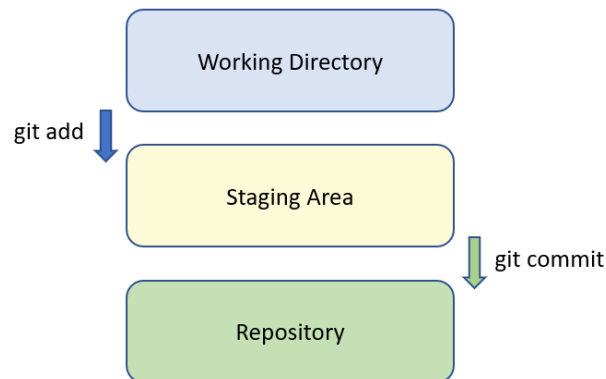 Working Directory
git add
Staging Area
git commit
Repository